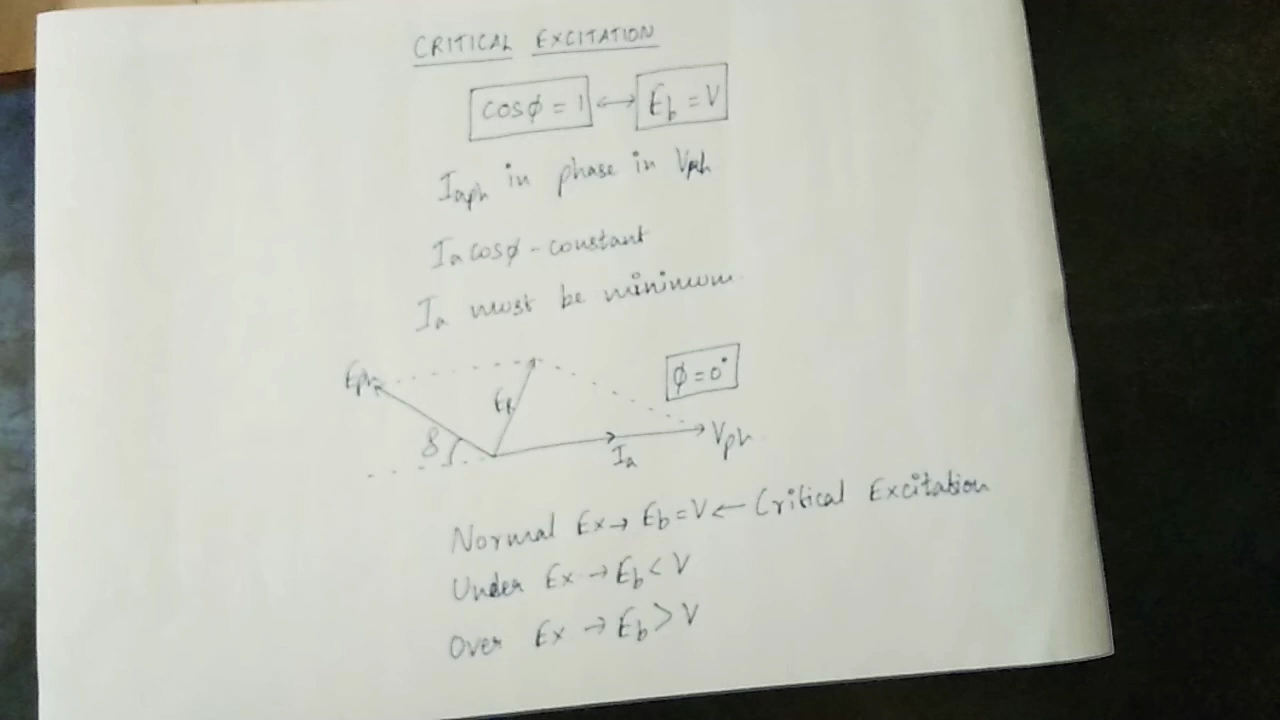 CRITICAL EXCITATION
cosϕ = 1 ↔ Eb = V
Iaph in phase in Vph
Ia cosϕ - constant
Ia must be minimum
Eph
ER
ϕ = 0°
δ
Ia
Vph
Normal Ex → Eb = V ← Critical Excitation
Under Ex → Eb < V
Over Ex → Eb > V